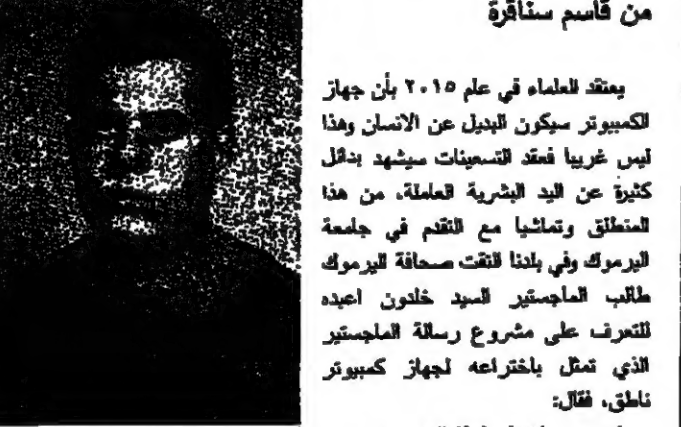 من قاسم سناقرة
يعتقد العلماء في عام ٢٠١٥ بأن جهاز
الكمبيوتر سيكون البديل عن الانسان وهذا
ليس غريبا فعقد التسعينات سيشهد بدائل
كثيرة عن اليد البشرية العاملة، من هذا
المنطلق وتماشيا مع التقدم في جامعة
اليرموك وفي بلدنا التقت صحافة اليرموك
طالب الماجستير السيد خلدون اعبده
للتعرف على مشروع رسالة الماجستير
الذي تمثل باختراعه لجهاز كمبيوتر
ناطق، فقال: